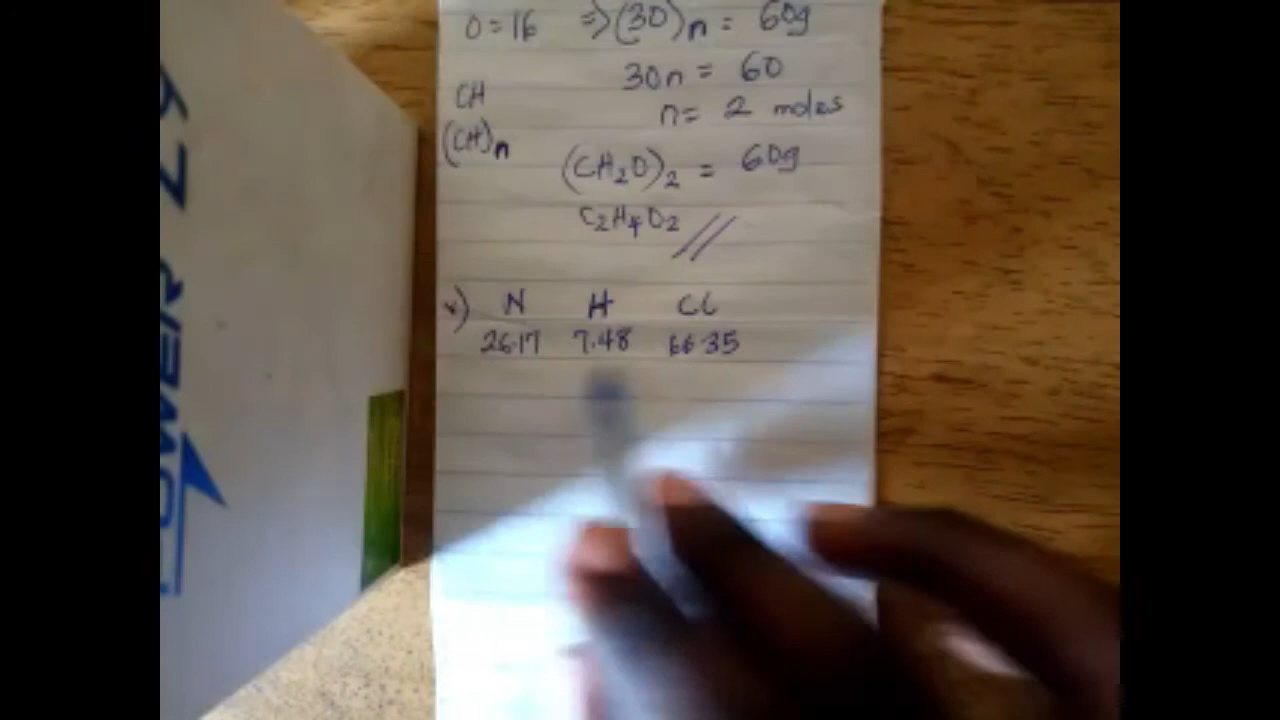 O = 16 => (30)n = 60g
30n = 60
n = 2 moles
CH
(CH)n
(CH2O)2 = 60g
C2H4O2 //
N H Cl
26.17 7.48 66.35